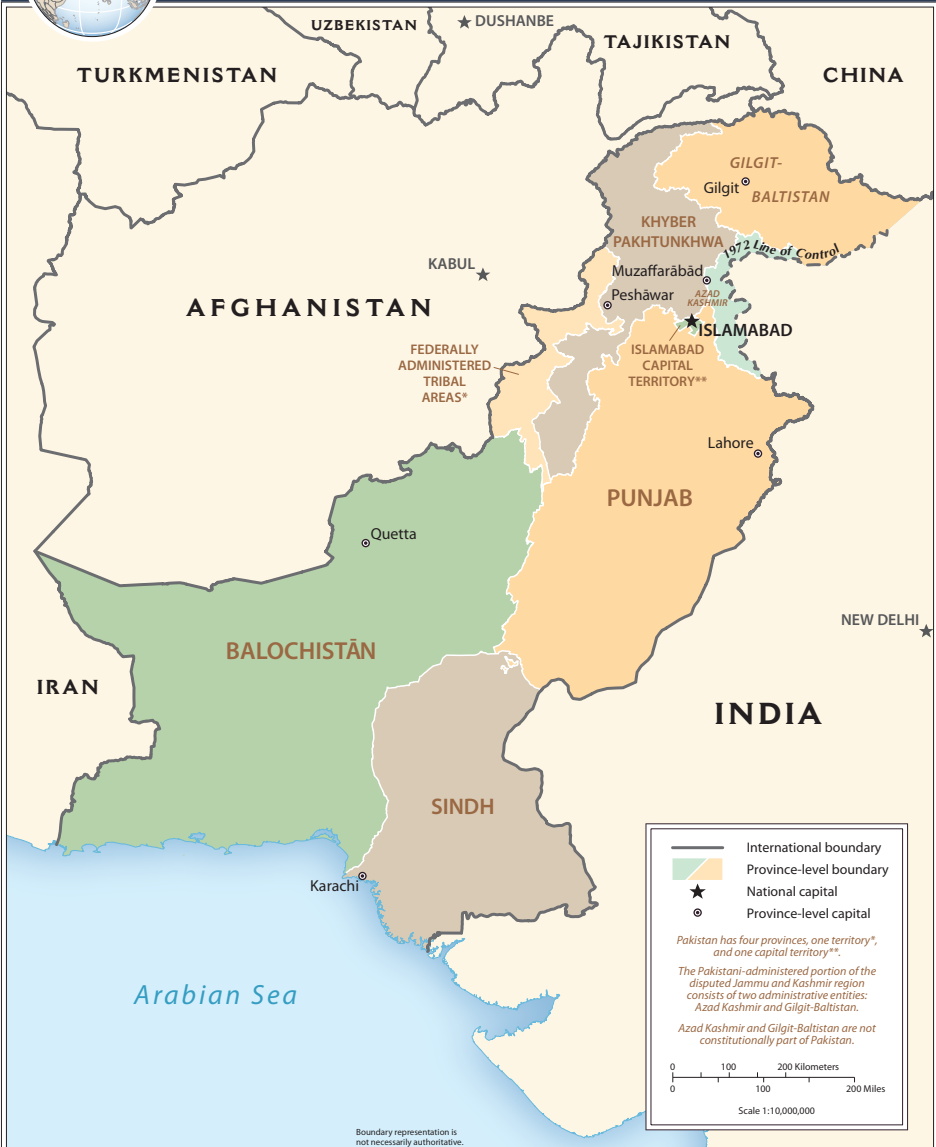 UZBEKISTAN
DUSHANBE
TAJIKISTAN
TURKMENISTAN
CHINA
GILGIT-
Gilgit
BALTISTAN
KHYBER
PAKHTUNKHWA
1972 Line of Control
KABUL
Muzaffarābād
Peshāwar
AZAD
KASHMIR
AFGHANISTAN
ISLAMABAD
FEDERALLY
ADMINISTERED
TRIBAL
AREAS*
ISLAMABAD
CAPITAL
TERRITORY**
Lahore
PUNJAB
Quetta
NEW DELHI
BALOCHISTĀN
IRAN
INDIA
SINDH
Karachi
Arabian Sea
International boundary
Province-level boundary
National capital
Province-level capital
Pakistan has four provinces, one territory*,
and one capital territory**.
The Pakistani-administered portion of the
disputed Jammu and Kashmir region
consists of two administrative entities:
Azad Kashmir and Gilgit-Baltistan.
Azad Kashmir and Gilgit-Baltistan are not
constitutionally part of Pakistan.
0 100 200 Kilometers
0 100 200 Miles
Scale 1:10,000,000
Boundary representation is
not necessarily authoritative.